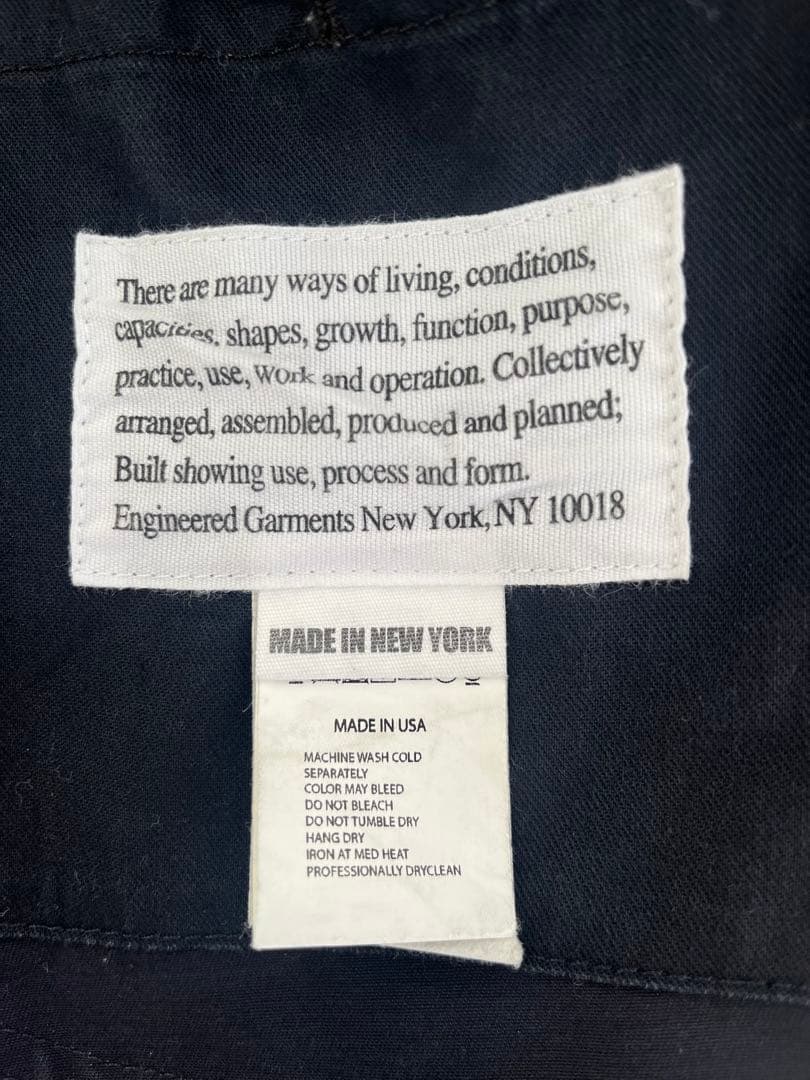 There are many ways of living, conditions,
capacities, shapes, growth, function, purpose,
practice, use, work and operation. Collectively
arranged, assembled, produced and planned;
Built showing use, process and form.
Engineered Garments New York, NY 10018
MADE IN NEW YORK
MADE IN USA
MACHINE WASH COLD
SEPARATELY
COLOR MAY BLEED
DO NOT BLEACH
DO NOT TUMBLE DRY
HANG DRY
IRON AT MED HEAT
PROFESSIONALLY DRYCLEAN